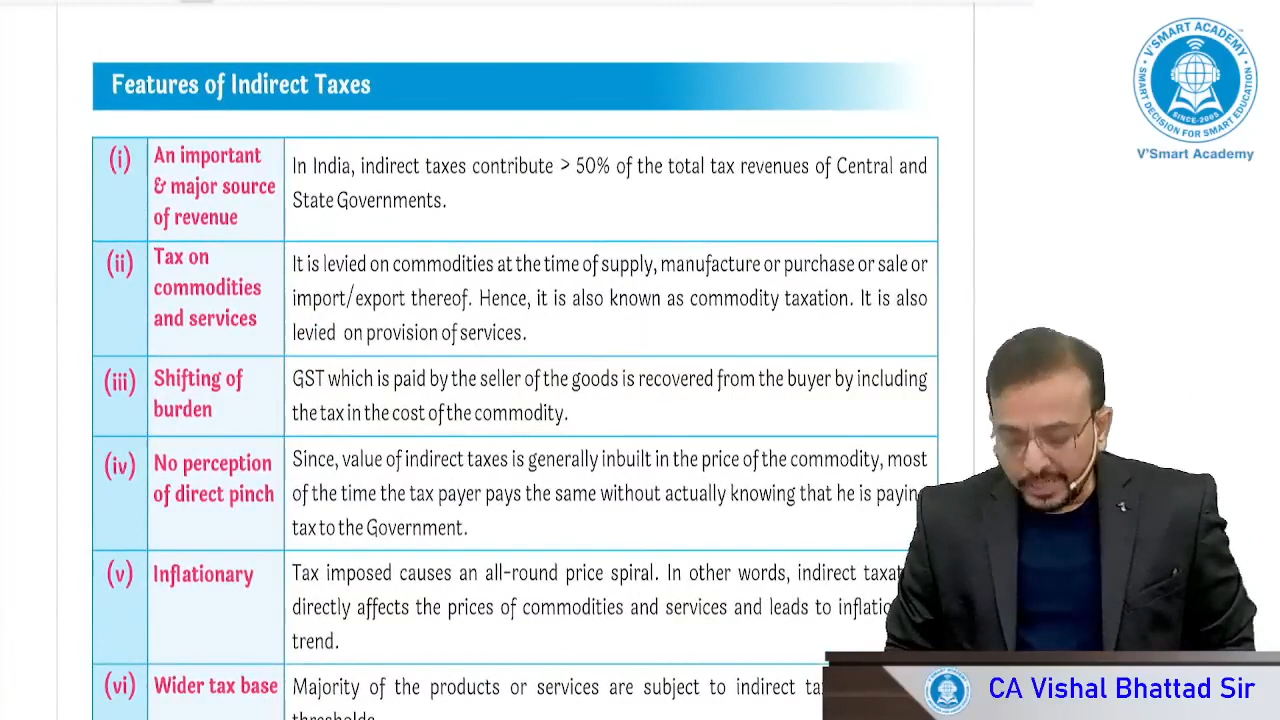 Features of Indirect Taxes
(i) An important & major source of revenue
In India, indirect taxes contribute > 50% of the total tax revenues of Central and
State Governments.
(ii) Tax on commodities and services
It is levied on commodities at the time of supply, manufacture or purchase or sale or
import/export thereof. Hence, it is also known as commodity taxation. It is also
levied on provision of services.
(iii) Shifting of burden
GST which is paid by the seller of the goods is recovered from the buyer by including
the tax in the cost of the commodity.
(iv) No perception of direct pinch
Since, value of indirect taxes is generally inbuilt in the price of the commodity, most
of the time the tax payer pays the same without actually knowing that he is paying
tax to the Government.
(v) Inflationary
Tax imposed causes an all-round price spiral. In other words, indirect
directly affects the prices of commodities and services and leads to
trend.
(vi) Wider tax base
Majority of the products or services are subject to indirect
V'SMART ACADEMY
SMART DECISION FOR SMART EDUCATION
SINCE-2005
V'Smart Academy
CA Vishal Bhattad Sir